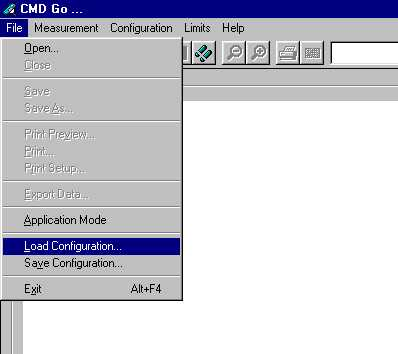 CMD Go ...
File Measurement Configuration Limits Help
Open...
Close
Save
Save As...
Print Preview...
Print...
Print Setup...
Export Data...
Application Mode
Load Configuration...
Save Configuration...
Exit Alt+F4